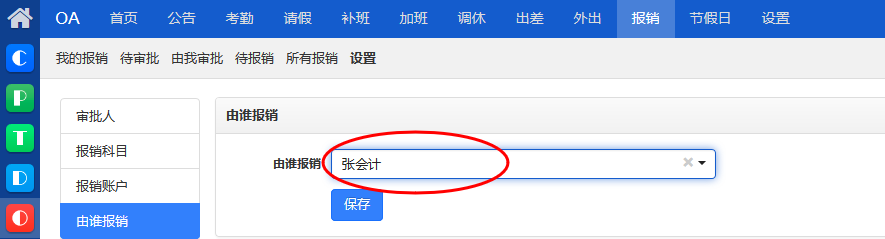 OA 首页 公告 考勤 请假 补班 加班 调休 出差 外出 报销 节假日 设置
我的报销 待审批 由我审批 待报销 所有报销 设置
C
P
T
D
O
审批人
报销科目
报销账户
由谁报销
由谁报销
由谁报销 张会计
保存